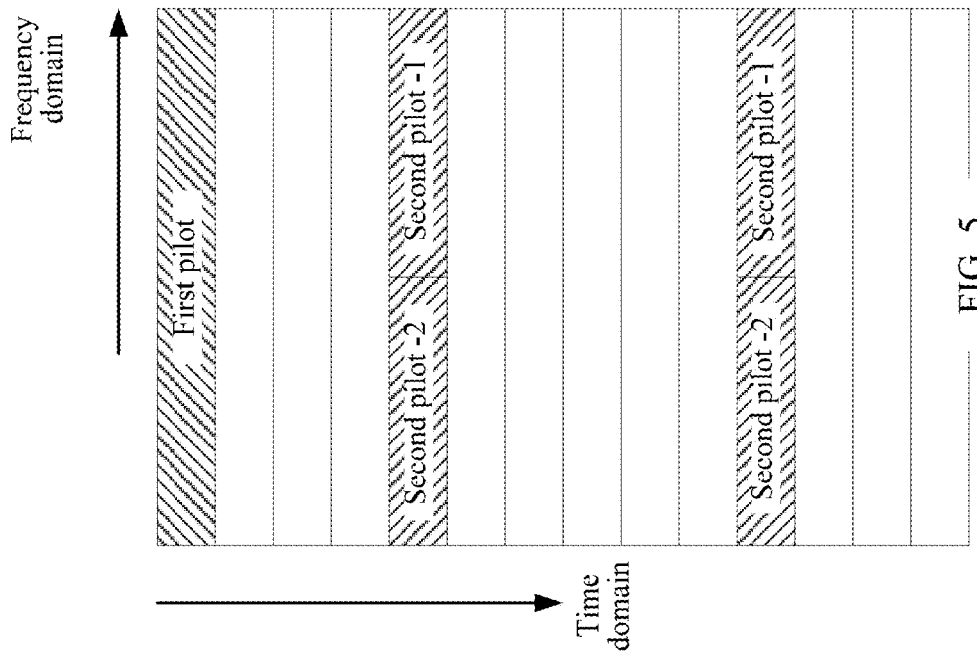 Frequency
domain
First pilot
Second pilot -2
Second pilot -1
Second pilot -2
Second pilot -1
Time
domain
FIG. 5